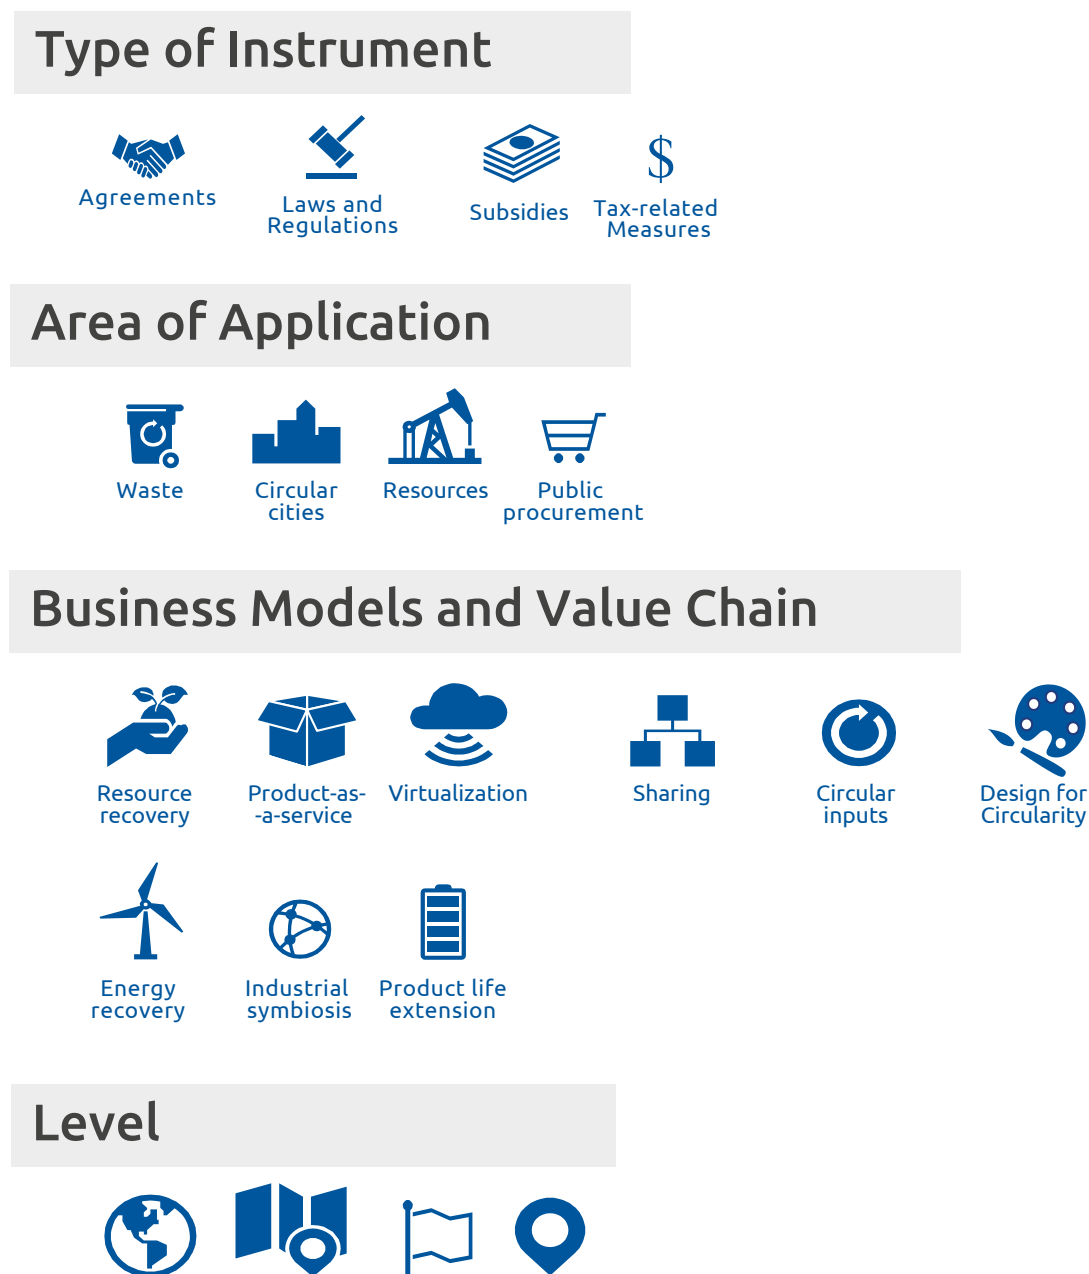 Type of Instrument
Agreements
Laws and
Regulations
Subsidies
$
Tax-related
Measures
Area of Application
Waste
Circular
cities
Resources
Public
procurement
Business Models and Value Chain
Resource
recovery
Product-as-
-a-service
Virtualization
Sharing
Circular
inputs
Design for
Circularity
Energy
recovery
Industrial
symbiosis
Product life
extension
Level